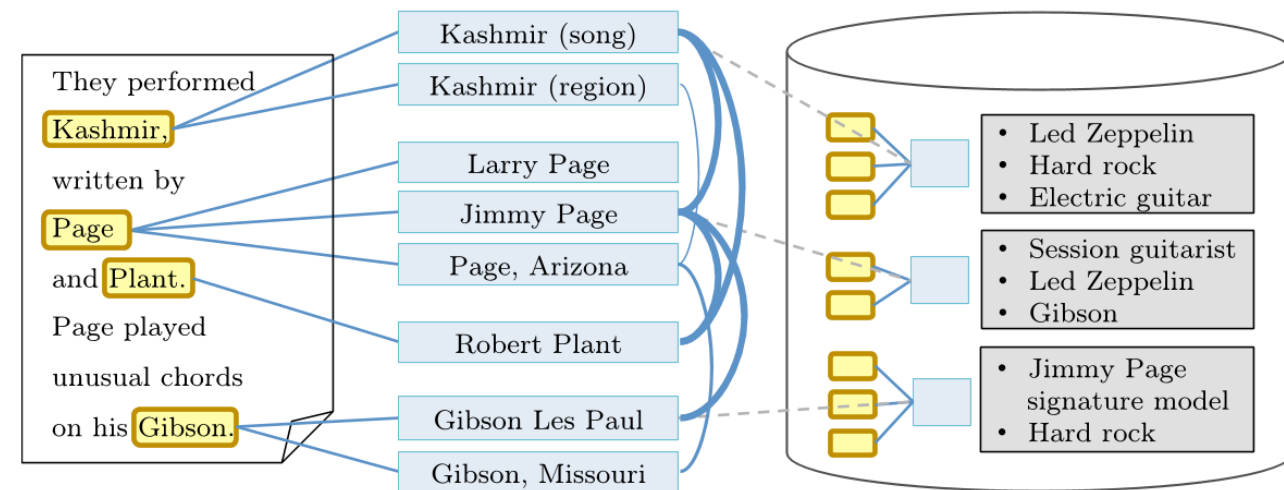 They performed
Kashmir,
written by
Page
and Plant.
Page played
unusual chords
on his Gibson.
Kashmir (song)
Kashmir (region)
Larry Page
Jimmy Page
Page, Arizona
Robert Plant
Gibson Les Paul
Gibson, Missouri
• Led Zeppelin
• Hard rock
• Electric guitar
• Session guitarist
• Led Zeppelin
• Gibson
• Jimmy Page
signature model
• Hard rock